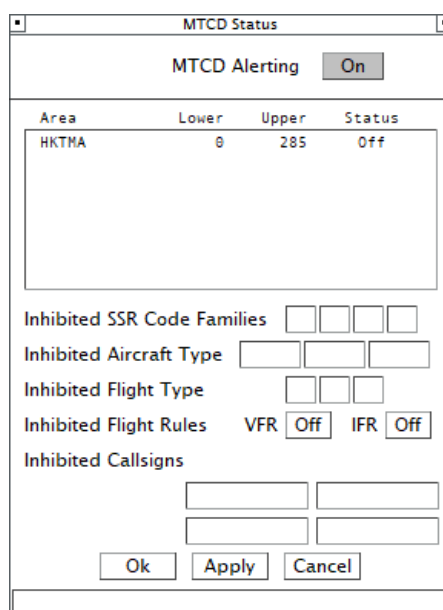 MTCD Status
MTCD Alerting On
Area Lower Upper Status
HKTMA 0 285 Off
Inhibited SSR Code Families
Inhibited Aircraft Type
Inhibited Flight Type
Inhibited Flight Rules VFR Off IFR Off
Inhibited Callsigns
Ok Apply Cancel